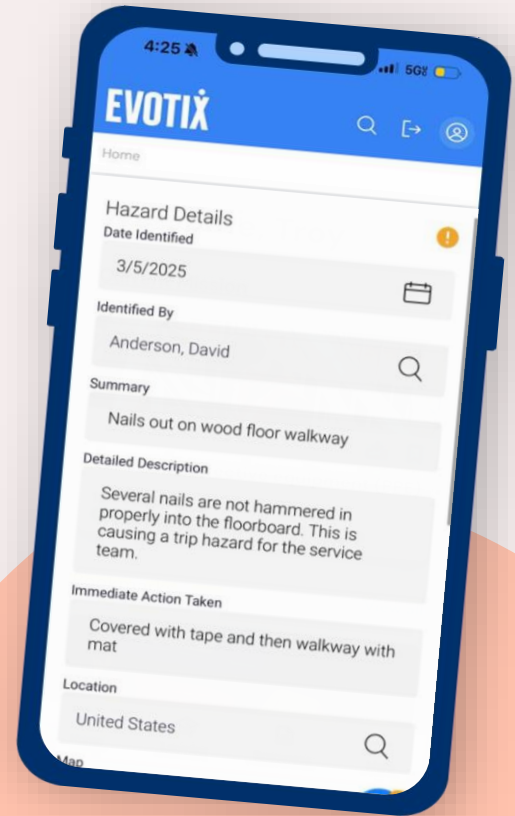 4:25
5G
EVOTIX
Home
Hazard Details
Date Identified
3/5/2025
Identified By
Anderson, David
Summary
Nails out on wood floor walkway
Detailed Description
Several nails are not hammered in
properly into the floorboard. This is
causing a trip hazard for the service
team.
Immediate Action Taken
Covered with tape and then walkway with
mat
Location
United States
Map